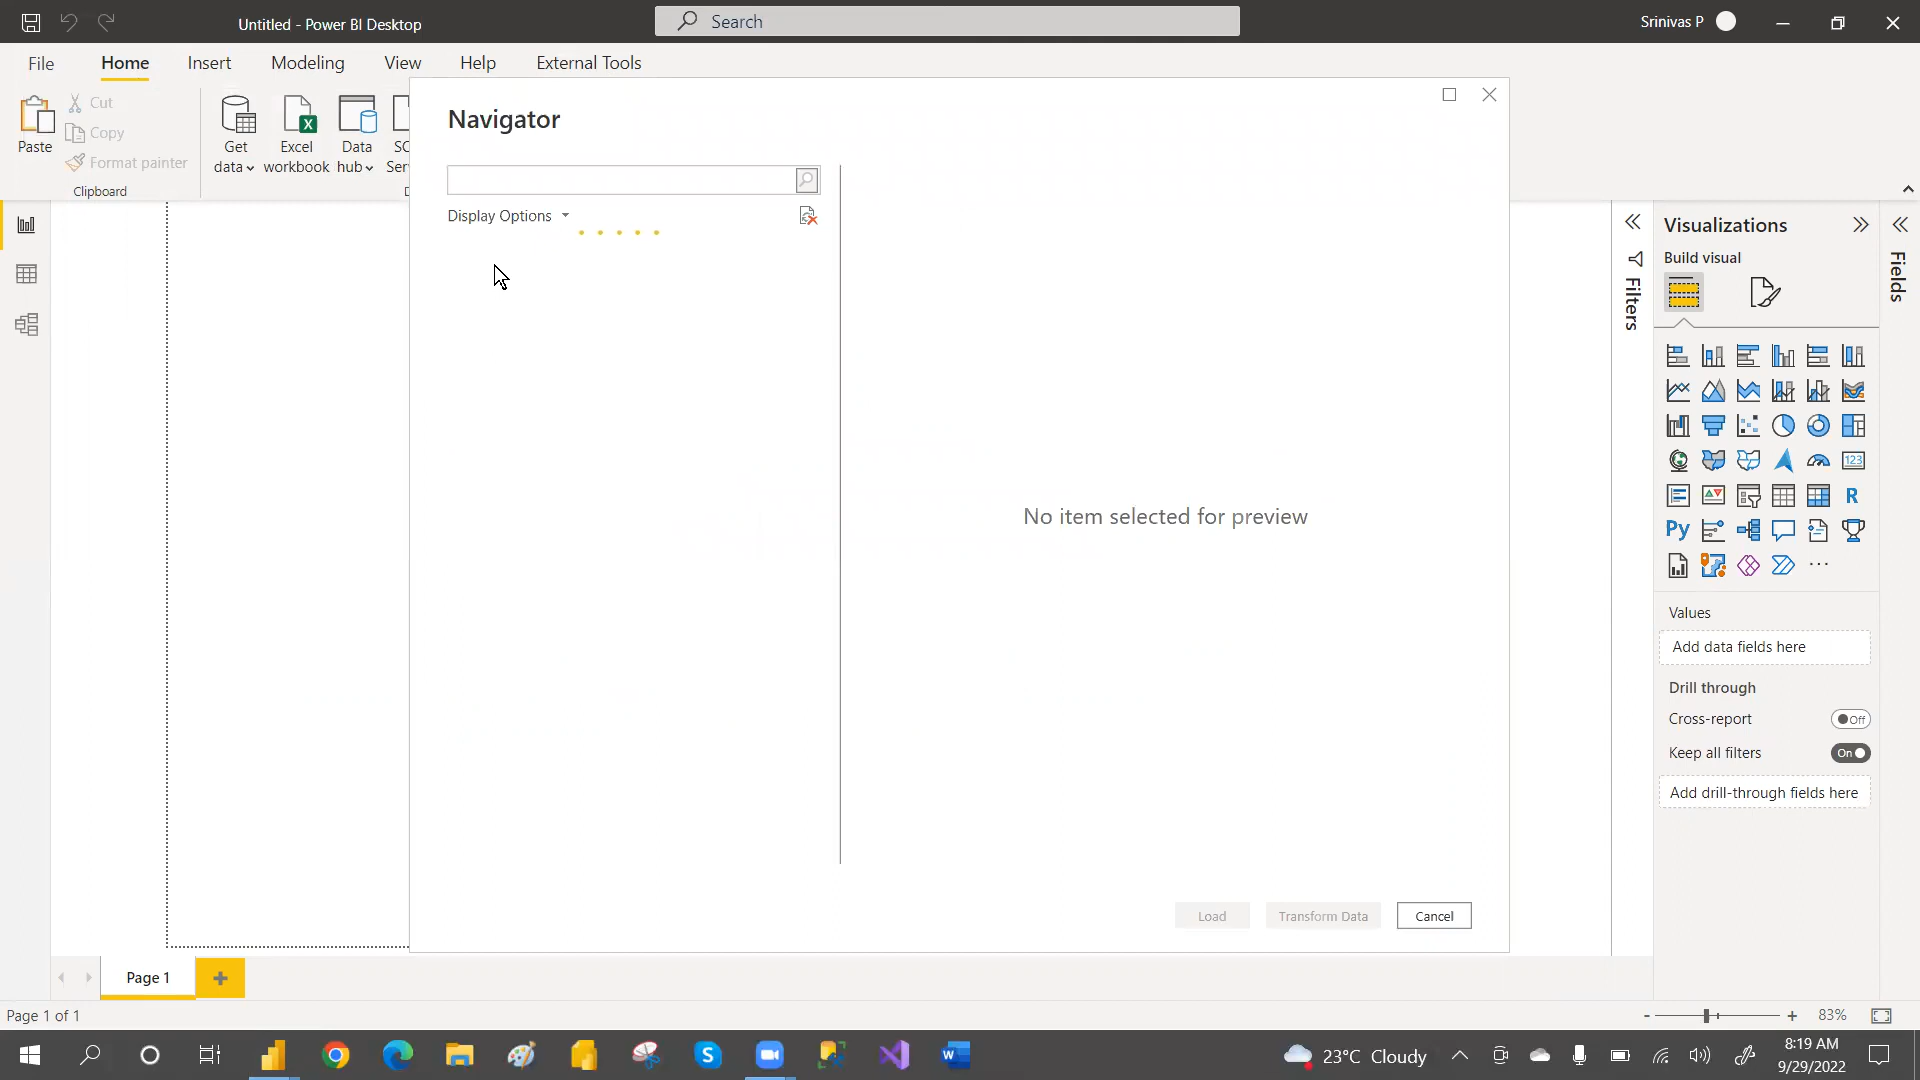 Untitled - Power BI Desktop
Search
Srinivas P
File
Home
Insert
Modeling
View
Help
External Tools
Paste
Cut
Copy
Format painter
Clipboard
Get
data
Excel
workbook
Data
hub
Navigator
Display Options
No item selected for preview
Load
Transform Data
Cancel
Filters
Visualizations
Build visual
Fields
123
R
Py
Values
Add data fields here
Drill through
Cross-report
Off
Keep all filters
On
Add drill-through fields here
Page 1
Page 1 of 1
83%
23°C Cloudy
8:19 AM
9/29/2022